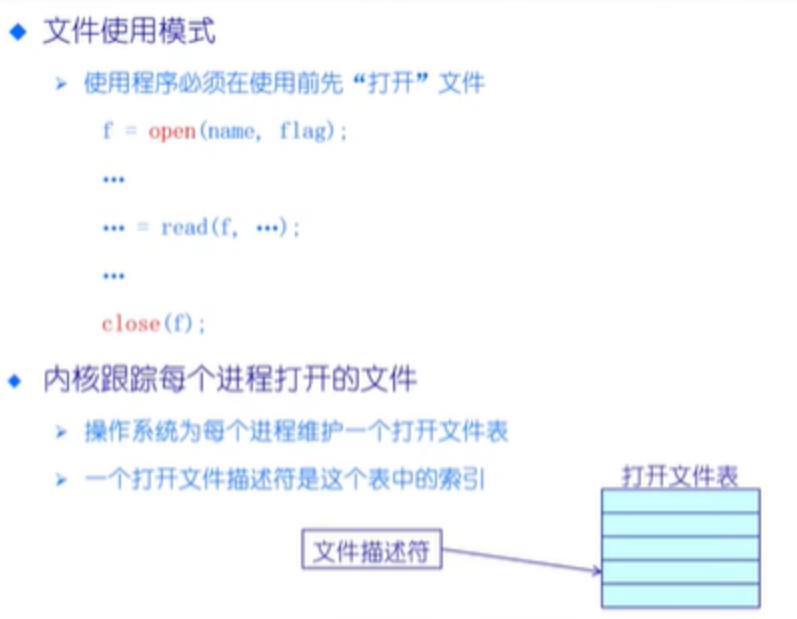 文件使用模式
使用程序必须在使用前先“打开”文件
f = open(name, flag);
…
… = read(f, …);
…
close(f);
内核跟踪每个进程打开的文件
操作系统为每个进程维护一个打开文件表
一个打开文件描述符是这个表中的索引
打开文件表
文件描述符